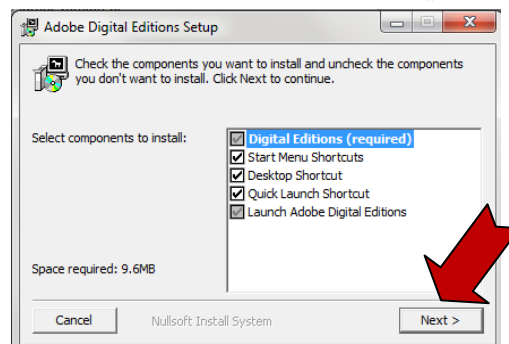 Adobe Digital Editions Setup
Check the components you want to install and uncheck the components
you don't want to install. Click Next to continue.
Select components to install:
Digital Editions (required)
Start Menu Shortcuts
Desktop Shortcut
Quick Launch Shortcut
Launch Adobe Digital Editions
Space required: 9.6MB
Cancel
Nullsoft Install System
Next >